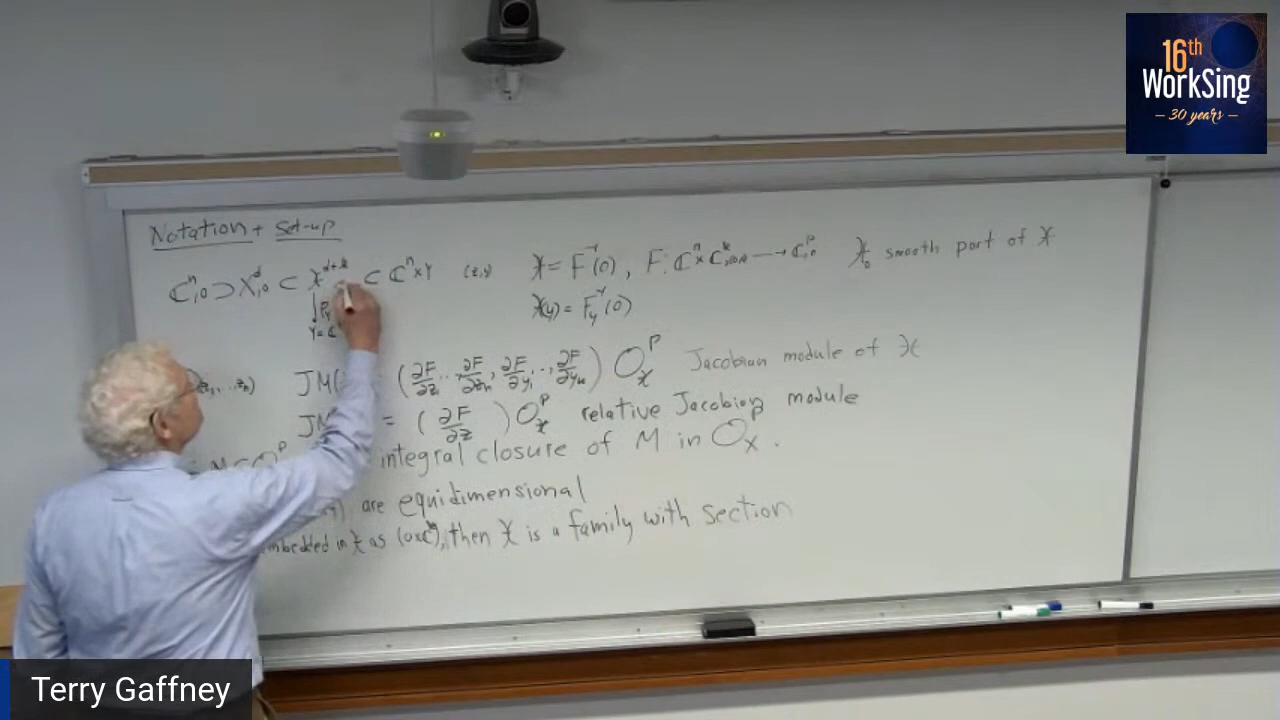 16th
WorkSing
– 30 years –
Notation + Set-up
ℂⁿ,0 ⊃ X^d,0 ⊂ 𝒳^{d+k} ⊂ ℂⁿ×Y (z,y) 𝒳 = F⁻¹(0), F: ℂⁿ×ℂᵏ,0,0 → ℂᵖ,0 𝒳₀ smooth part of 𝒳
↓ P_Y 𝒳(y) = F_y⁻¹(0)
Y = ℂ
JM( (∂F/∂z₁ .., ∂F/∂zₙ, ∂F/∂y₁, .., ∂F/∂yₖ) 𝒪_𝒳^p Jacobian module of 𝒳
JM = (∂F/∂z) 𝒪_𝒳^p relative Jacobian module
integral closure of M in 𝒪_X^p.
are equidimensional
embedded in 𝒳 as (0×ℂᵏ), then 𝒳 is a family with section
Terry Gaffney